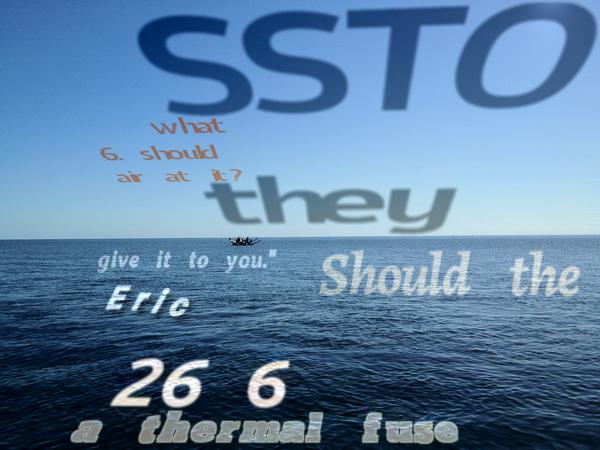 SSTO
what
6. should
air at it?
they
give it to you."
Should the
Eric
26 6
a thermal fuse